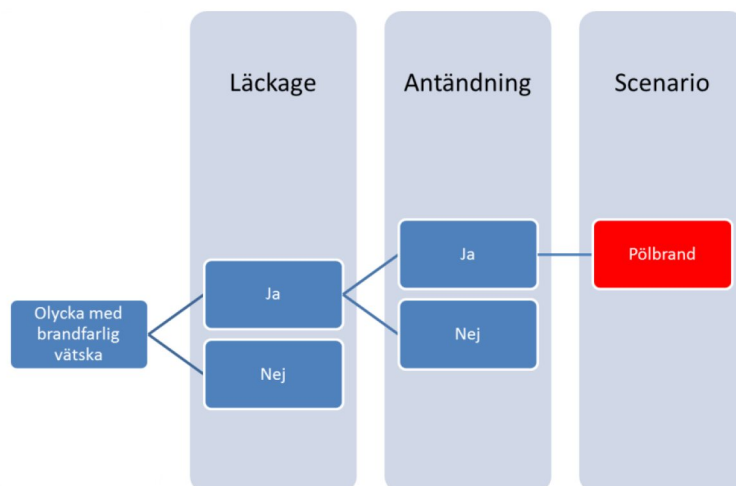 Läckage
Antändning
Scenario
Ja
Pölbrand
Ja
Olycka med
brandfarlig
vätska
Nej
Nej